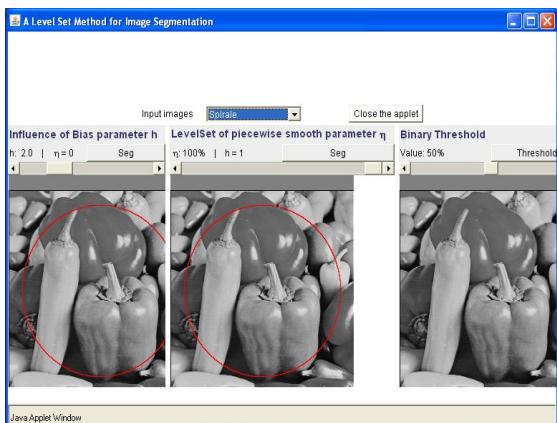 A Level Set Method for Image Segmentation
Input images Spirale Close the applet
Influence of Bias parameter h
h: 2.0 | η = 0 Seg
LevelSet of piecewise smooth parameter η
η: 100% | h = 1 Seg
Binary Threshold
Value: 50% Threshold
Java Applet Window